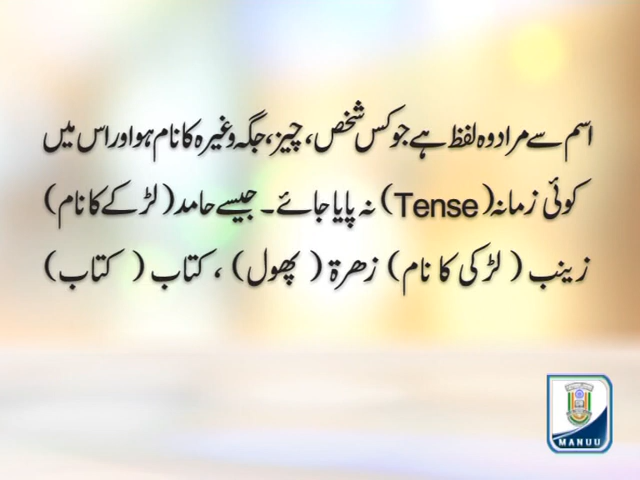 اسم سے مراد وہ لفظ ہے جو کس شخص، چیز، جگہ وغیرہ کا نام ہو اور اس میں
کوئی زمانہ (Tense) نہ پایا جائے۔ جیسے حامد (لڑکے کا نام)
زینب (لڑکی کا نام) زھرۃ (پھول)، کتاب (کتاب)
MANUU